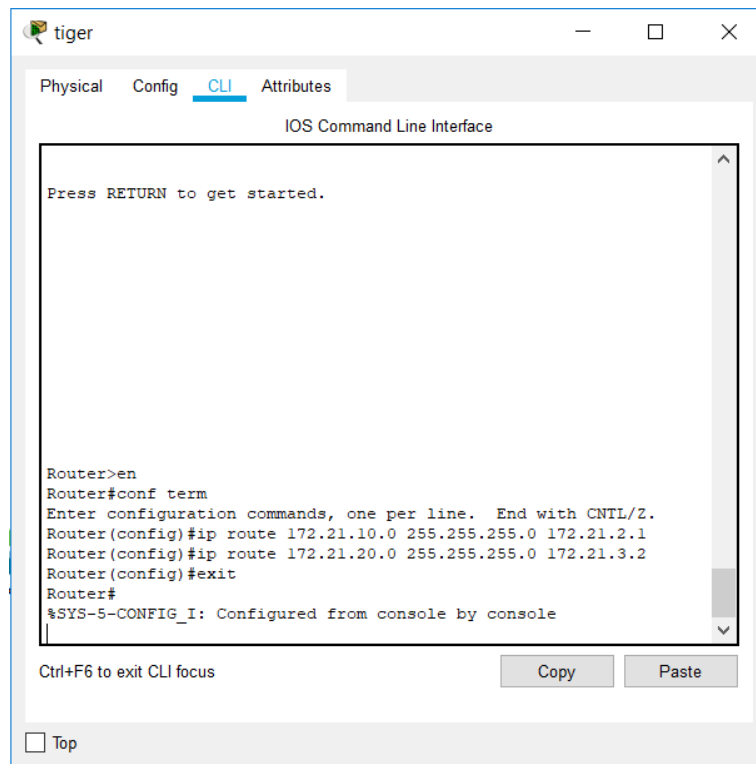 tiger
Physical Config CLI Attributes
IOS Command Line Interface
Press RETURN to get started.
Router>en
Router#conf term
Enter configuration commands, one per line.  End with CNTL/Z.
Router(config)#ip route 172.21.10.0 255.255.255.0 172.21.2.1
Router(config)#ip route 172.21.20.0 255.255.255.0 172.21.3.2
Router(config)#exit
Router#
%SYS-5-CONFIG_I: Configured from console by console
Ctrl+F6 to exit CLI focus Copy Paste
Top